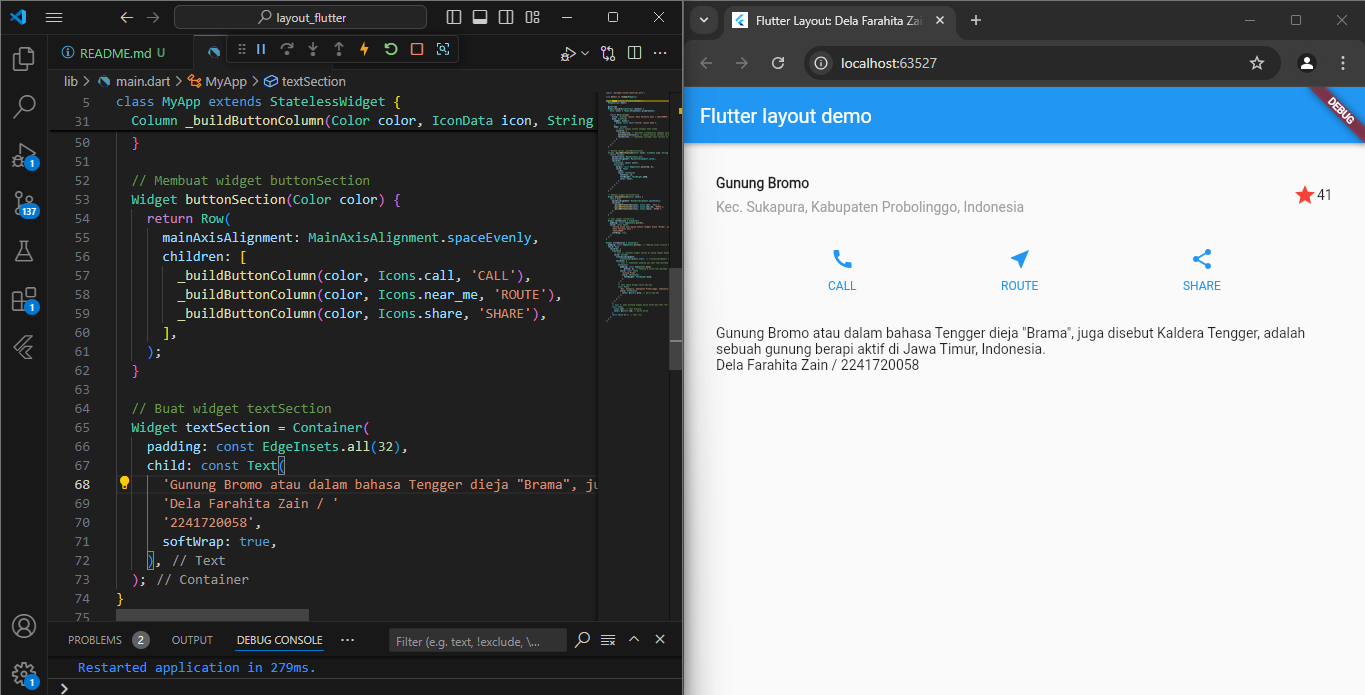 layout_flutter
README.md U
lib > main.dart > MyApp > textSection
5 class MyApp extends StatelessWidget {
31 Column _buildButtonColumn(Color color, IconData icon, String
50 }
51
52 // Membuat widget buttonSection
53 Widget buttonSection(Color color) {
54 return Row(
55 mainAxisAlignment: MainAxisAlignment.spaceEvenly,
56 children: [
57 _buildButtonColumn(color, Icons.call, 'CALL'),
58 _buildButtonColumn(color, Icons.near_me, 'ROUTE'),
59 _buildButtonColumn(color, Icons.share, 'SHARE'),
60 ],
61 );
62 }
63
64 // Buat widget textSection
65 Widget textSection = Container(
66 padding: const EdgeInsets.all(32),
67 child: const Text(
68 'Gunung Bromo atau dalam bahasa Tengger dieja "Brama", ju
69 'Dela Farahita Zain / '
70 '2241720058',
71 softWrap: true,
72 ), // Text
73 ); // Container
74 }
75
1
137
1
1
PROBLEMS 2 OUTPUT DEBUG CONSOLE ···
Filter (e.g. text, !exclude, \...
Restarted application in 279ms.
>
Flutter Layout: Dela Farahita Za
localhost:63527
Flutter layout demo
DEBUG
Gunung Bromo
Kec. Sukapura, Kabupaten Probolinggo, Indonesia
41
CALL ROUTE SHARE
Gunung Bromo atau dalam bahasa Tengger dieja "Brama", juga disebut Kaldera Tengger, adalah
sebuah gunung berapi aktif di Jawa Timur, Indonesia.
Dela Farahita Zain / 2241720058